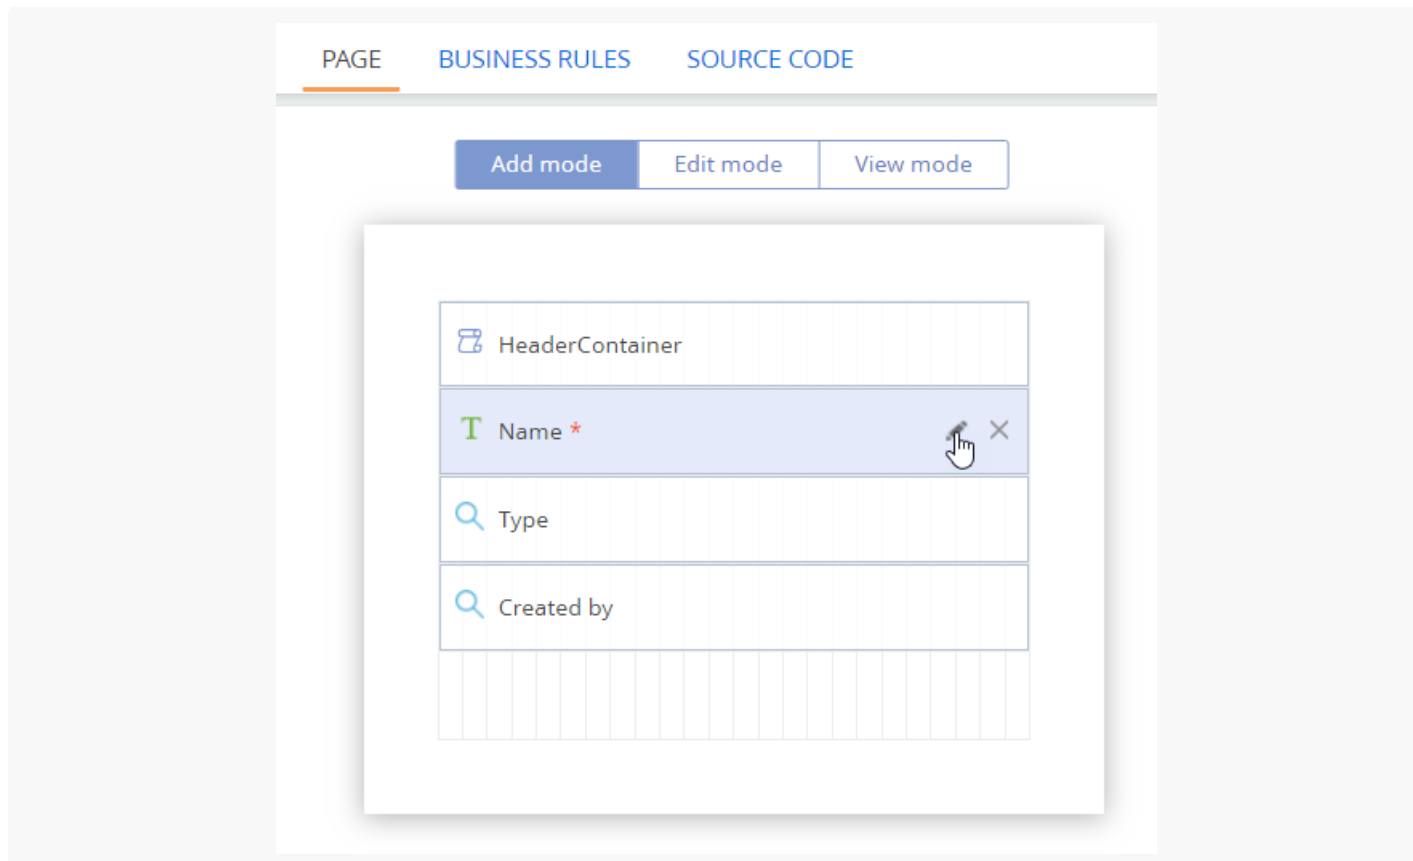 PAGE BUSINESS RULES SOURCE CODE
Add mode Edit mode View mode
HeaderContainer
T Name *
Type
Created by